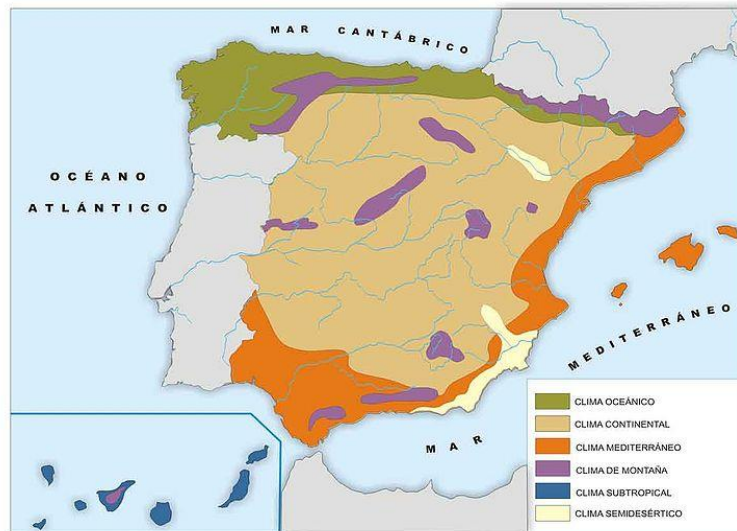 MAR CANTÁBRICO
OCÉANO
ATLÁNTICO
MEDITERRÁNEO
MAR
CLIMA OCEÁNICO
CLIMA CONTINENTAL
CLIMA MEDITERRÁNEO
CLIMA DE MONTAÑA
CLIMA SUBTROPICAL
CLIMA SEMIDESÉRTICO